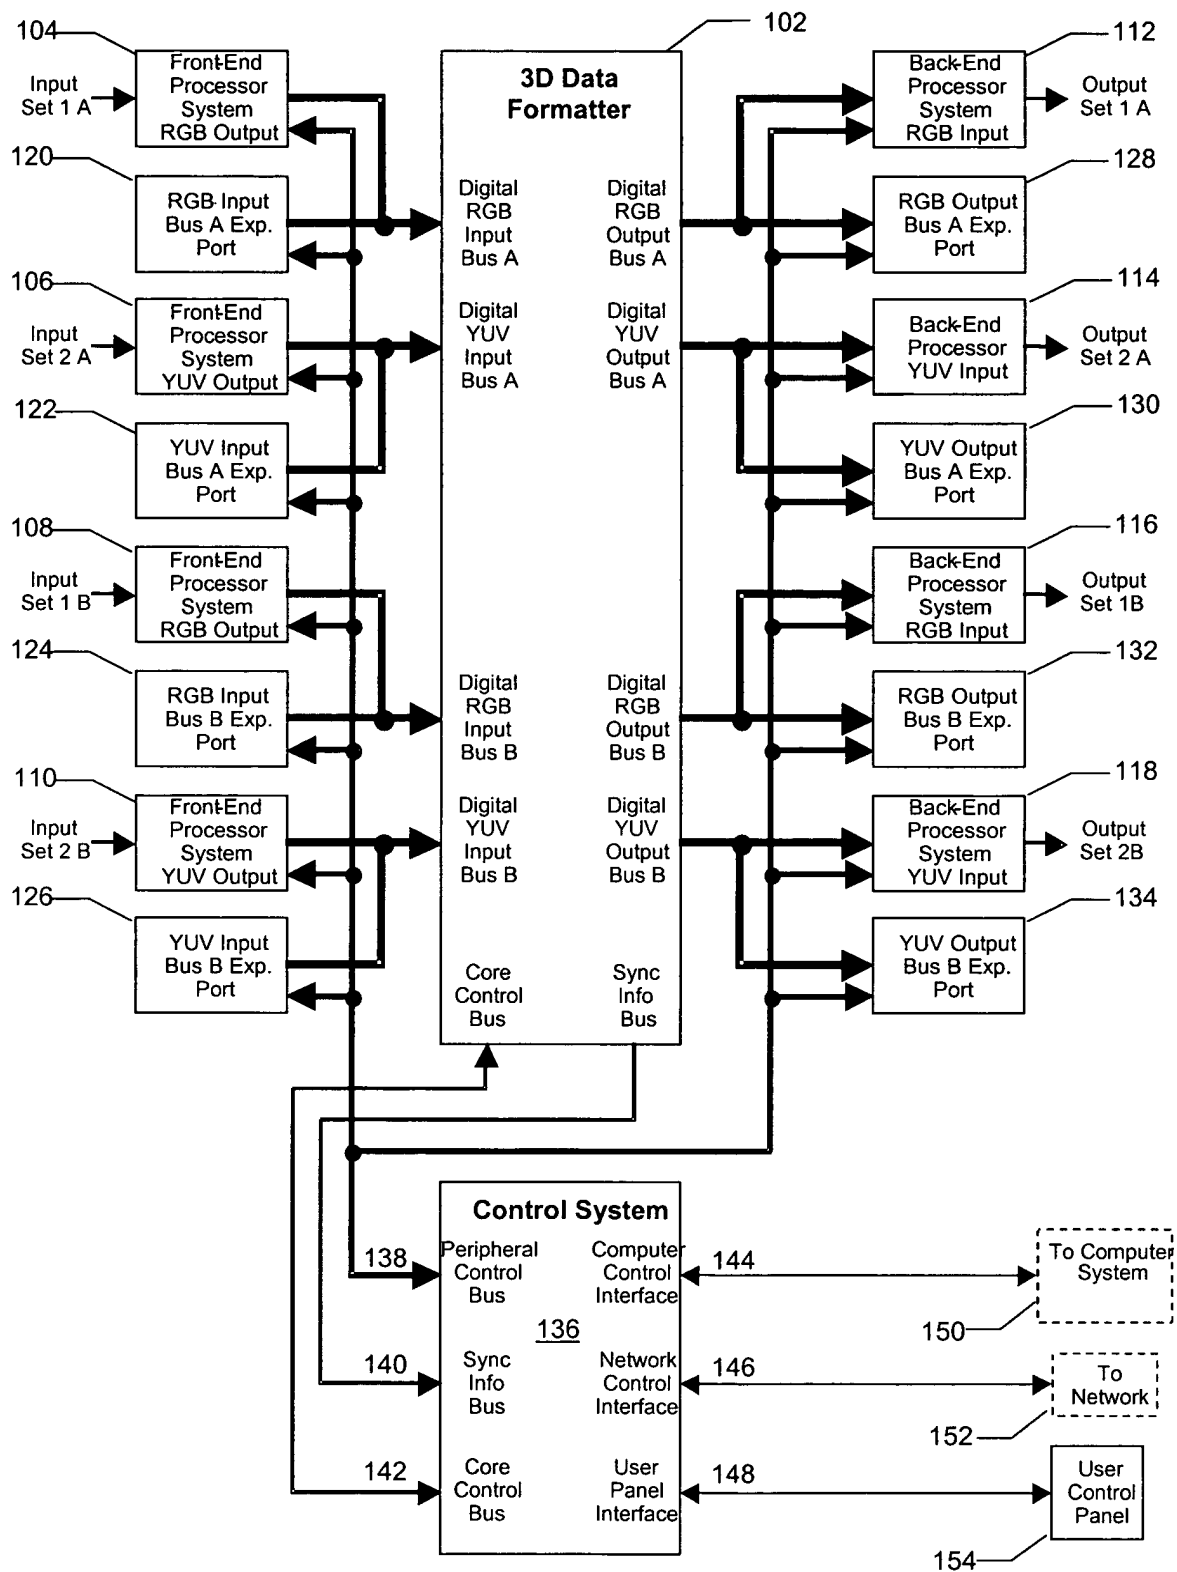 102
104
Front-End
Processor
System
RGB Output
Input
Set 1 A
120
RGB Input
Bus A Exp.
Port
106
Front-End
Processor
System
YUV Output
Input
Set 2 A
122
YUV Input
Bus A Exp.
Port
108
Front-End
Processor
System
RGB Output
Input
Set 1 B
124
RGB Input
Bus B Exp.
Port
110
Front-End
Processor
System
YUV Output
Input
Set 2 B
126
YUV Input
Bus B Exp.
Port
3D Data
Formatter
Digital
RGB
Input
Bus A
Digital
RGB
Output
Bus A
Digital
YUV
Input
Bus A
Digital
YUV
Output
Bus A
Digital
RGB
Input
Bus B
Digital
RGB
Output
Bus B
Digital
YUV
Input
Bus B
Digital
YUV
Output
Bus B
Core
Control
Bus
Sync
Info
Bus
112
Back-End
Processor
System
RGB Input
Output
Set 1 A
128
RGB Output
Bus A Exp.
Port
114
Back-End
Processor
YUV Input
Output
Set 2 A
130
YUV Output
Bus A Exp.
Port
116
Back-End
Processor
System
RGB Input
Output
Set 1B
132
RGB Output
Bus B Exp.
Port
118
Back-End
Processor
System
YUV Input
Output
Set 2B
134
YUV Output
Bus B Exp.
Port
Control System
138
Peripheral
Control
Bus
Computer
Control
Interface
144
To Computer
System
150
136
140
Sync
Info
Bus
Network
Control
Interface
146
To
Network
152
142
Core
Control
Bus
User
Panel
Interface
148
User
Control
Panel
154